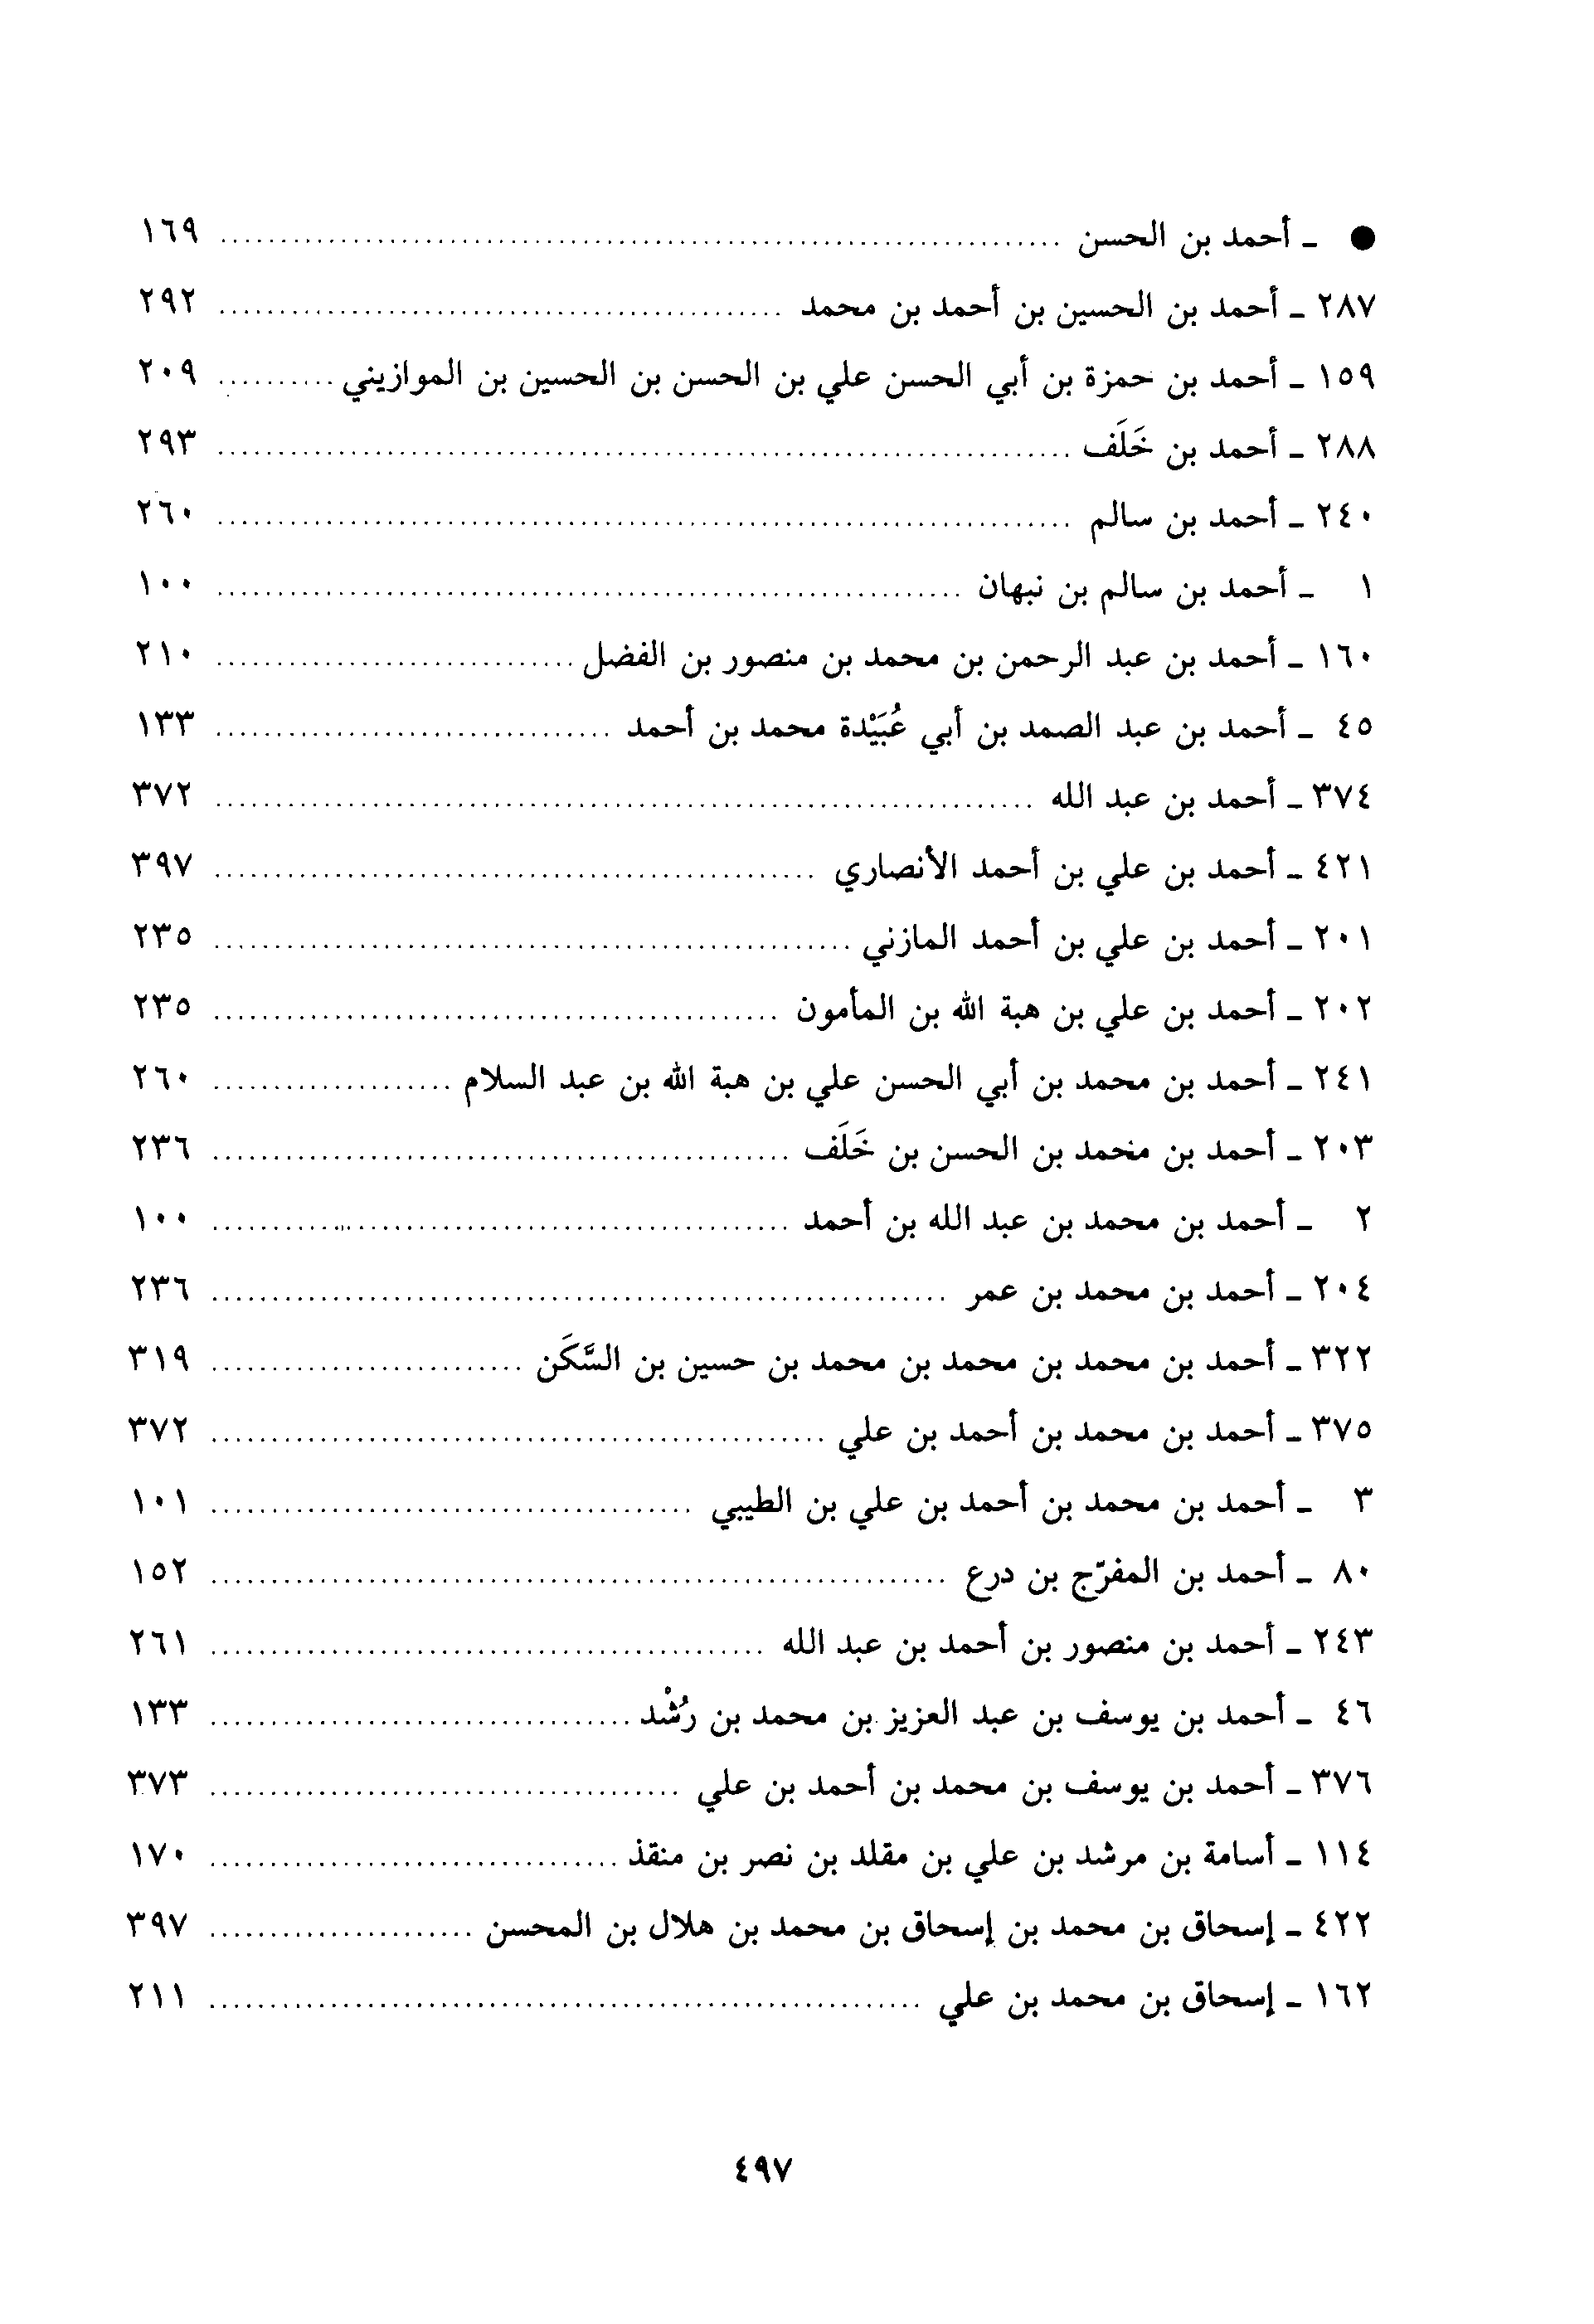 ● ـ أحمد بن الحسن ..... ١٦٩
٢٨٧ ـ أحمد بن الحسين بن أحمد بن محمد ..... ٢٩٢
١٥٩ ـ أحمد بن حمزة بن أبي الحسن علي بن الحسن بن الحسين بن الموازيني ..... ٢٠٩
٢٨٨ ـ أحمد بن خَلَف ..... ٢٩٣
٢٤٠ ـ أحمد بن سالم ..... ٢٦٠
١ ـ أحمد بن سالم بن نبهان ..... ١٠٠
١٦٠ ـ أحمد بن عبد الرحمن بن محمد بن منصور بن الفضل ..... ٢١٠
٤٥ ـ أحمد بن عبد الصمد بن أبي عُبَيْدة محمد بن أحمد ..... ١٣٣
٣٧٤ ـ أحمد بن عبد الله ..... ٣٧٢
٤٢١ ـ أحمد بن علي بن أحمد الأنصاري ..... ٣٩٧
٢٠١ ـ أحمد بن علي بن أحمد المازني ..... ٢٣٥
٢٠٢ ـ أحمد بن علي بن هبة الله بن المأمون ..... ٢٣٥
٢٤١ ـ أحمد بن محمد بن أبي الحسن علي بن هبة الله بن عبد السلام ..... ٢٦٠
٢٠٣ ـ أحمد بن محمد بن الحسن بن خَلَف ..... ٢٣٦
٢ ـ أحمد بن محمد بن عبد الله بن أحمد ..... ١٠٠
٢٠٤ ـ أحمد بن محمد بن عمر ..... ٢٣٦
٣٢٢ ـ أحمد بن محمد بن محمد بن محمد بن حسين بن السَّكَن ..... ٣١٩
٣٧٥ ـ أحمد بن محمد بن أحمد بن علي ..... ٣٧٢
٣ ـ أحمد بن محمد بن أحمد بن علي بن الطيبي ..... ١٠١
٨٠ ـ أحمد بن المفرّج بن درع ..... ١٥٢
٢٤٣ ـ أحمد بن منصور بن أحمد بن عبد الله ..... ٢٦١
٤٦ ـ أحمد بن يوسف بن عبد العزيز بن محمد بن رُشْد ..... ١٣٣
٣٧٦ ـ أحمد بن يوسف بن محمد بن أحمد بن علي ..... ٣٧٣
١١٤ ـ أسامة بن مرشد بن علي بن مقلد بن نصر بن منقذ ..... ١٧٠
٤٢٢ ـ إسحاق بن محمد بن إسحاق بن محمد بن هلال بن المحسن ..... ٣٩٧
١٦٢ ـ إسحاق بن محمد بن علي ..... ٢١١
٤٩٧